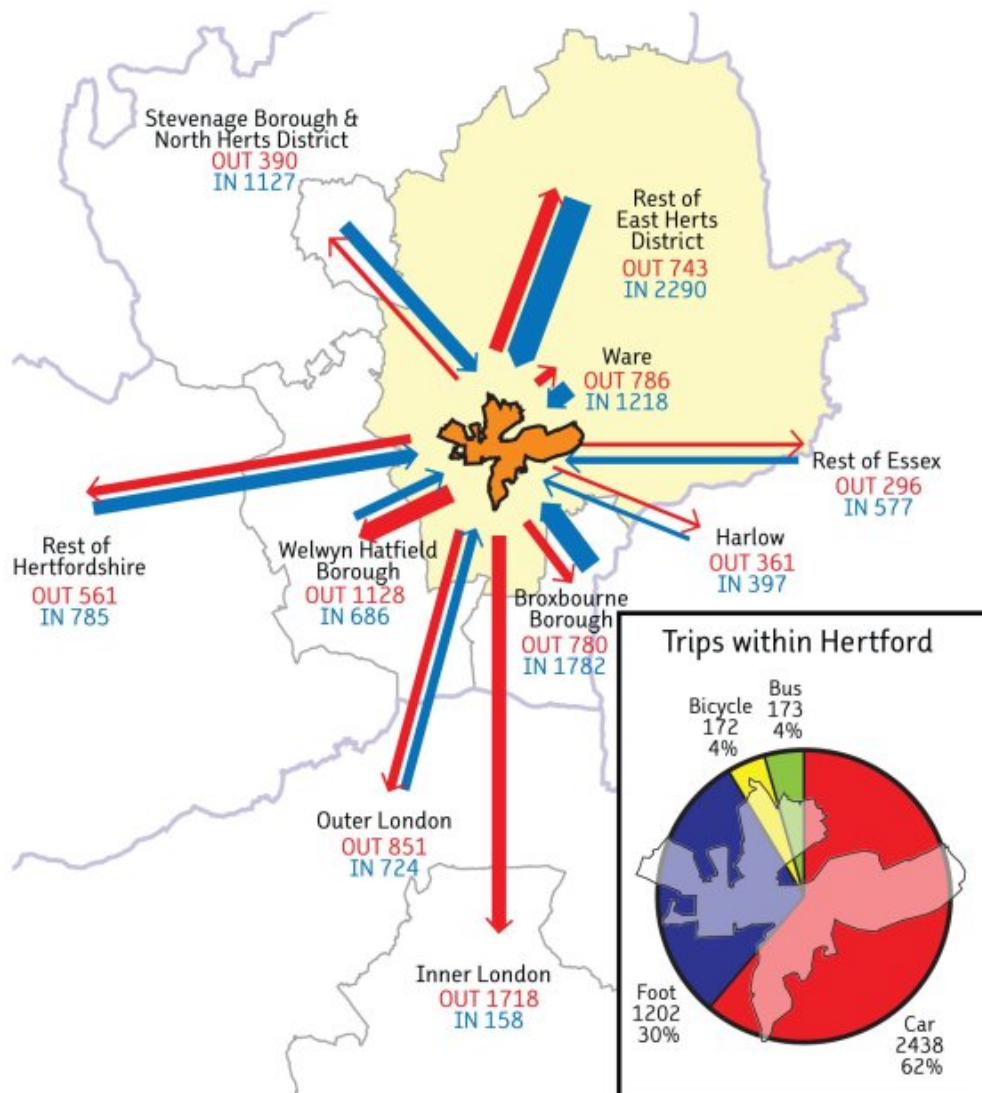 Stevenage Borough &
North Herts District
OUT 390
IN 1127
Rest of
East Herts
District
OUT 743
IN 2290
Ware
OUT 786
IN 1218
Rest of Essex
OUT 296
IN 577
Harlow
OUT 361
IN 397
Rest of
Hertfordshire
OUT 561
IN 785
Welwyn Hatfield
Borough
OUT 1128
IN 686
Broxbourne
Borough
OUT 780
IN 1782
Outer London
OUT 851
IN 724
Inner London
OUT 1718
IN 158
Trips within Hertford
Bicycle
172
4%
Bus
173
4%
Foot
1202
30%
Car
2438
62%